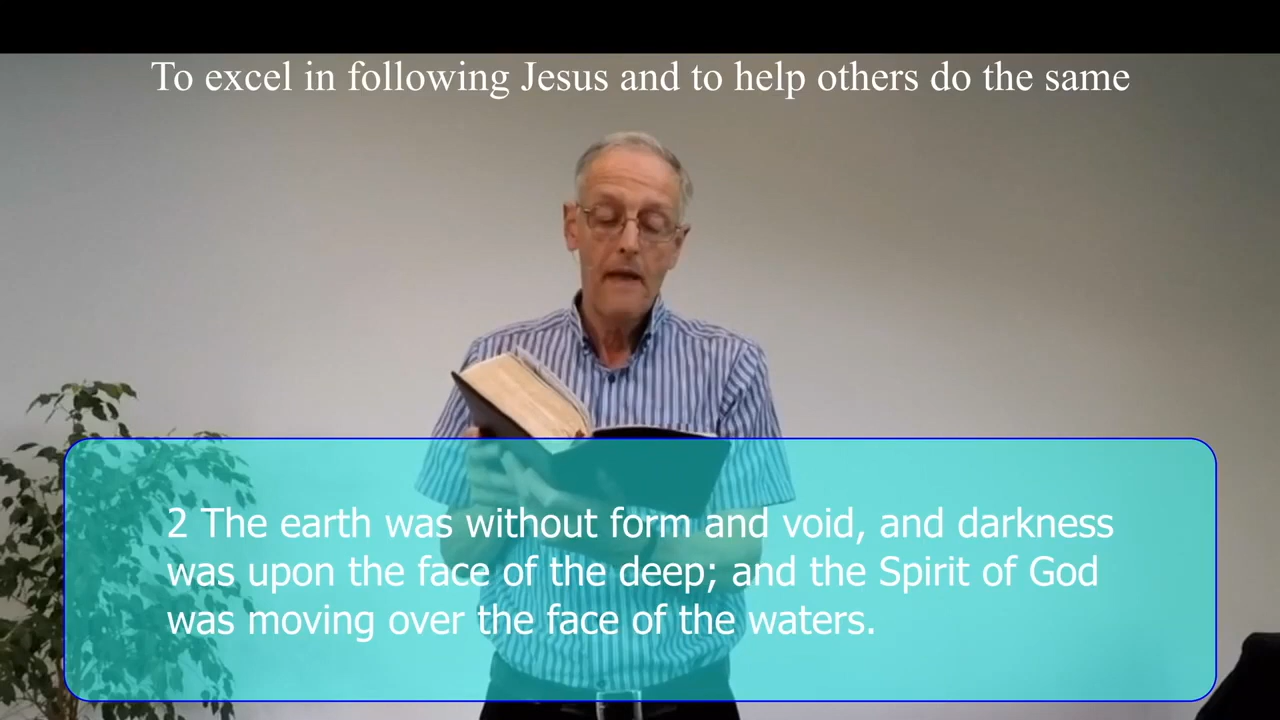 To excel in following Jesus and to help others do the same
2 The earth was without form and void, and darkness
was upon the face of the deep; and the Spirit of God
was moving over the face of the waters.